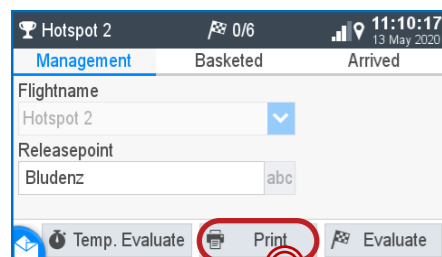 Hotspot 2 0/6 11:10:17
13 May 2020
Management Basketed Arrived
Flightname
Hotspot 2
Releasepoint
Bludenz abc
Temp. Evaluate Print Evaluate